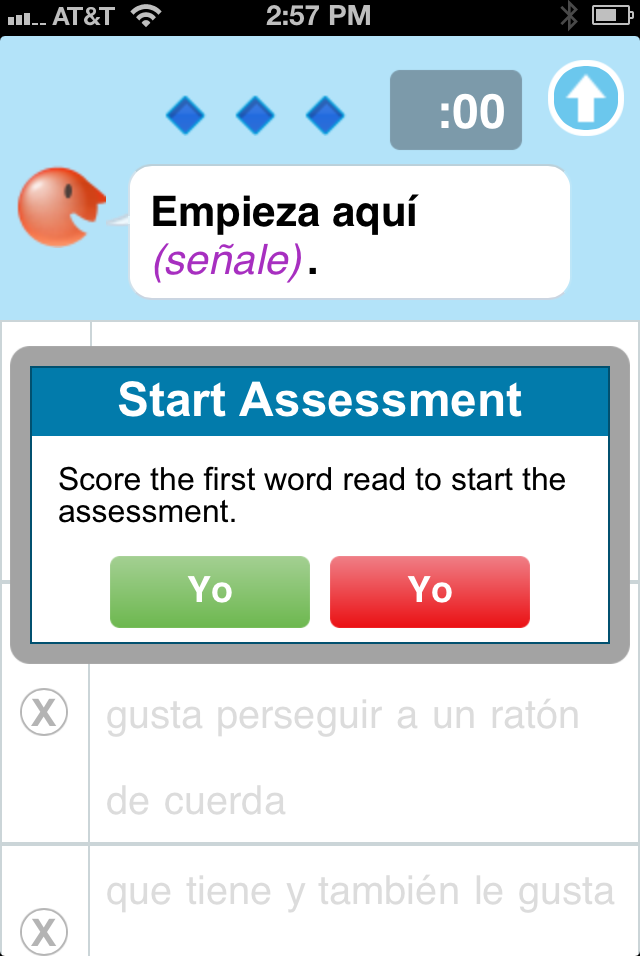 AT&T 2:57 PM
:00
Empieza aquí
(señale).
Start Assessment
Score the first word read to start the
assessment.
Yo Yo
X gusta perseguir a un ratón
de cuerda
que tiene y también le gusta
X